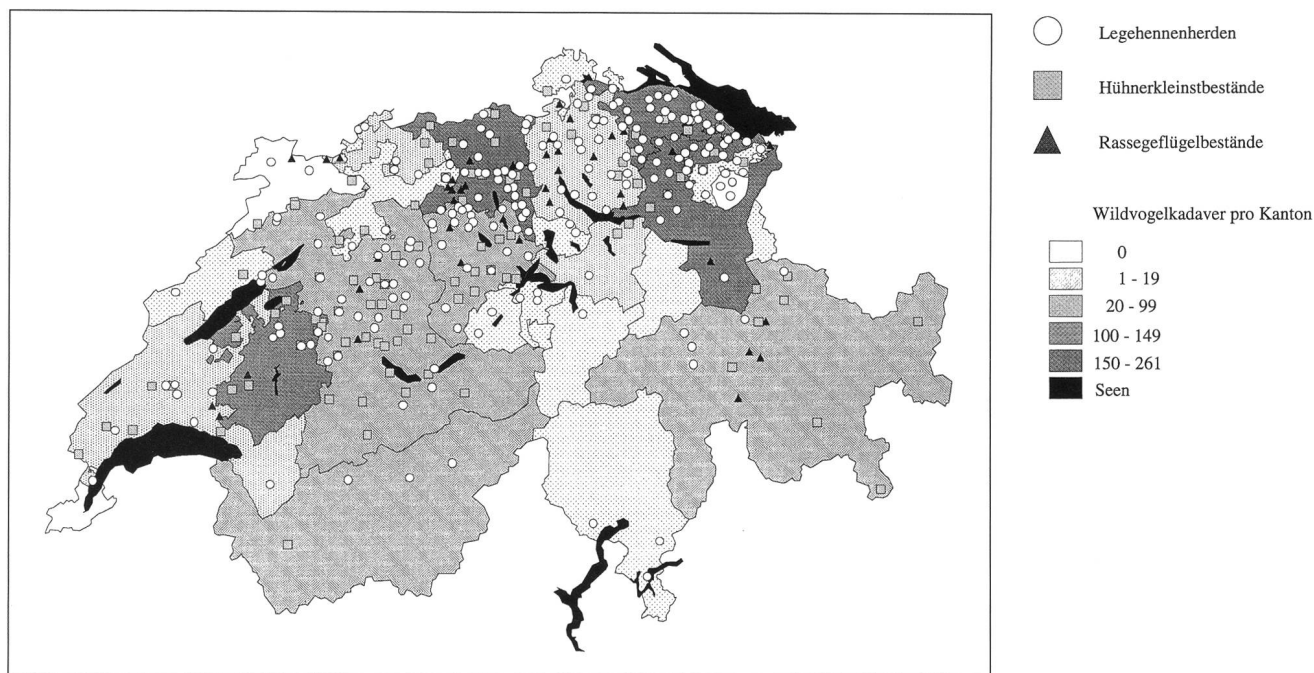 Legehennenherden
Hühnerkleinstbestände
Rassegeflügelbestände
Wildvogelkadaver pro Kanton
0
1 - 19
20 - 99
100 - 149
150 - 261
Seen